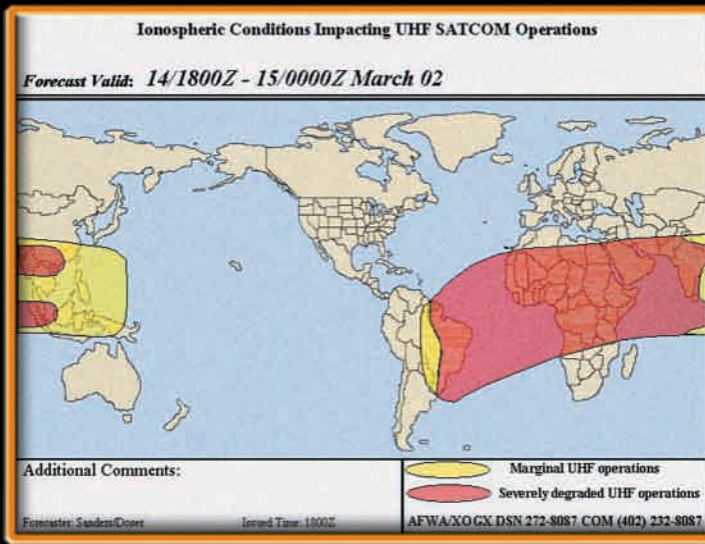 Ionospheric Conditions Impacting UHF SATCOM Operations
Forecast Valid: 14/1800Z - 15/0000Z March 02
Additional Comments:
Marginal UHF operations
Severely degraded UHF operations
Forecaster: Sanders/Doser
Issued Time: 1800Z
AFWA/XOGX DSN 272-8087 COM (402) 232-8087